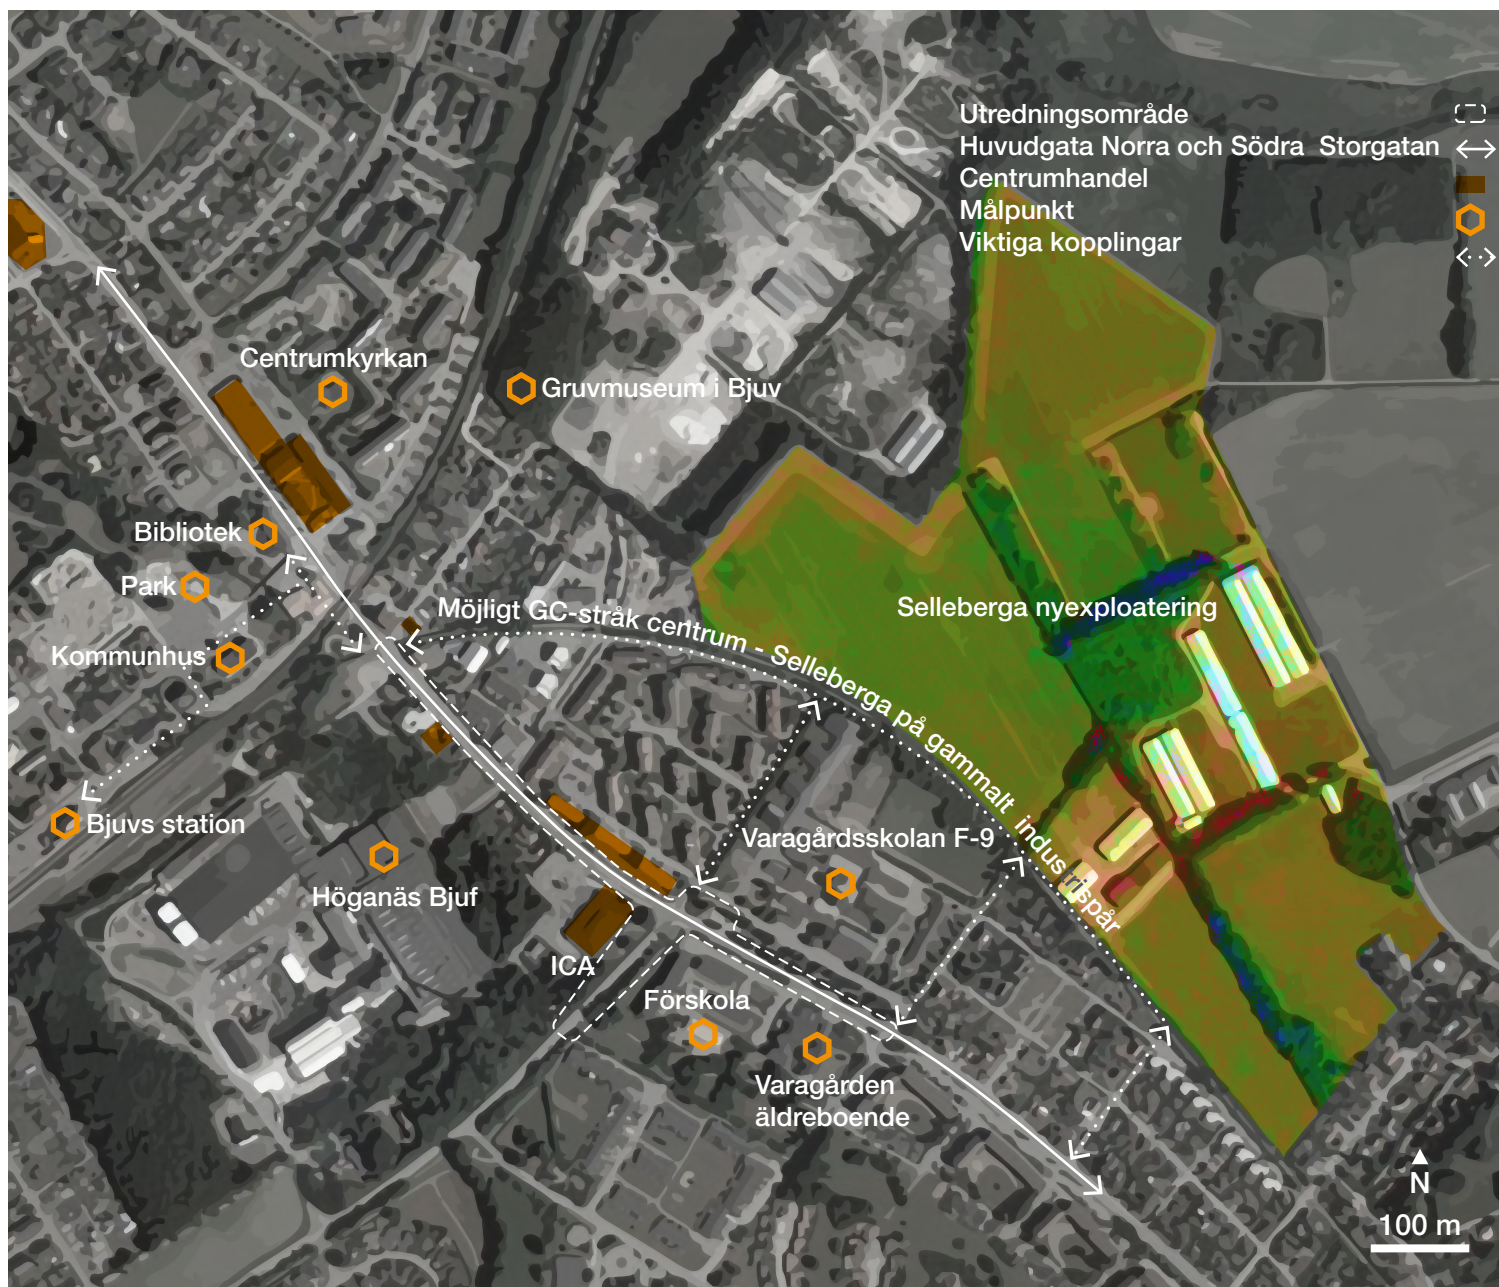 Utredningsområde
Huvudgata Norra och Södra Storgatan
Centrumhandel
Målpunkt
Viktiga kopplingar
Centrumkyrkan
Gruvmuseum i Bjuv
Bibliotek
Park
Kommunhus
Möjligt GC-stråk centrum - Selleberga på gammalt industrispår
Selleberga nyexploatering
Bjuvs station
Varagårdsskolan F-9
Höganäs Bjuf
ICA
Förskola
Varagården
äldreboende
N
100 m